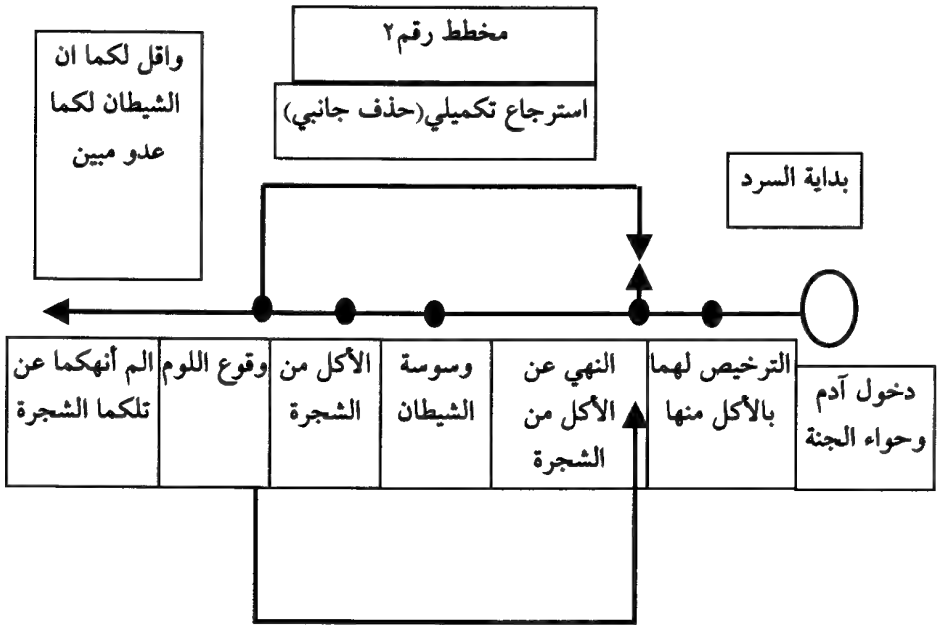 مخطط رقم٢
استرجاع تكميلي(حذف جانبي)
واقل لكما ان
الشيطان لكما
عدو مبين
بداية السرد
دخول آدم
وحواء الجنة
الترخيص لهما
بالأكل منها
النهي عن
الأكل من
الشجرة
وسوسة
الشيطان
الأكل من
الشجرة
وقوع اللوم
الم أنهكما عن
تلكما الشجرة